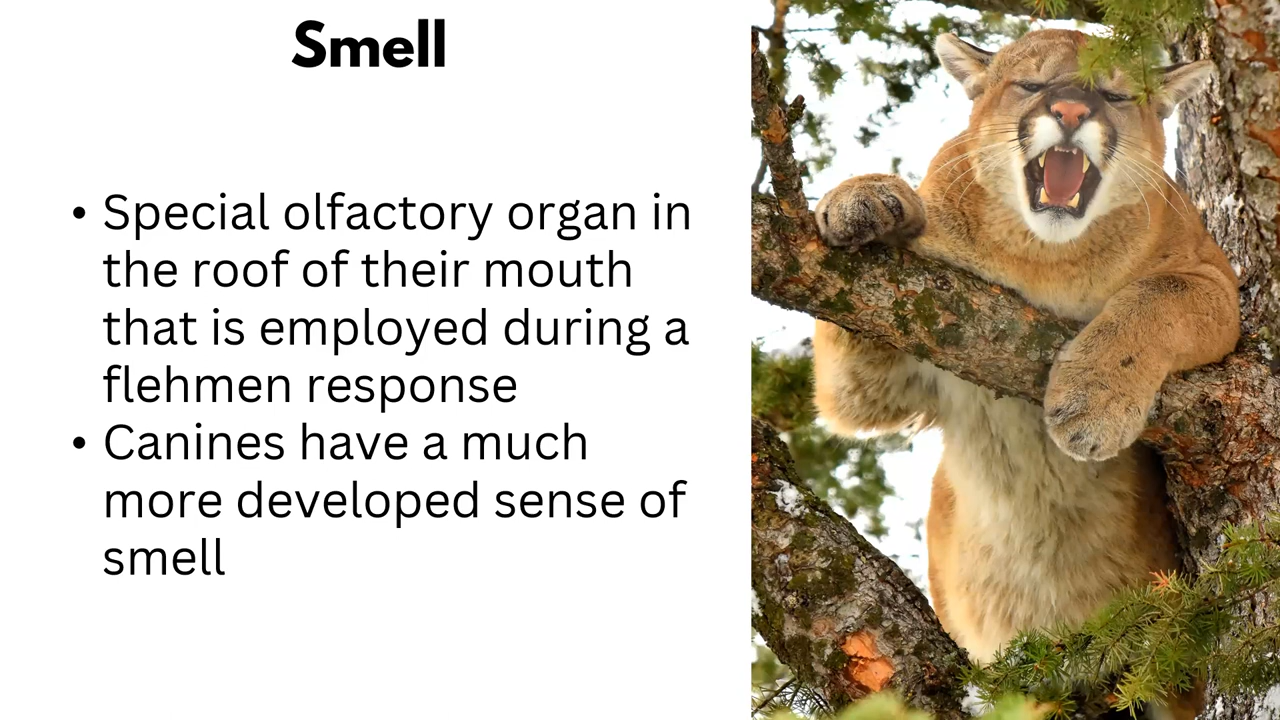 Smell
• Special olfactory organ in
the roof of their mouth
that is employed during a
flehmen response
• Canines have a much
more developed sense of
smell